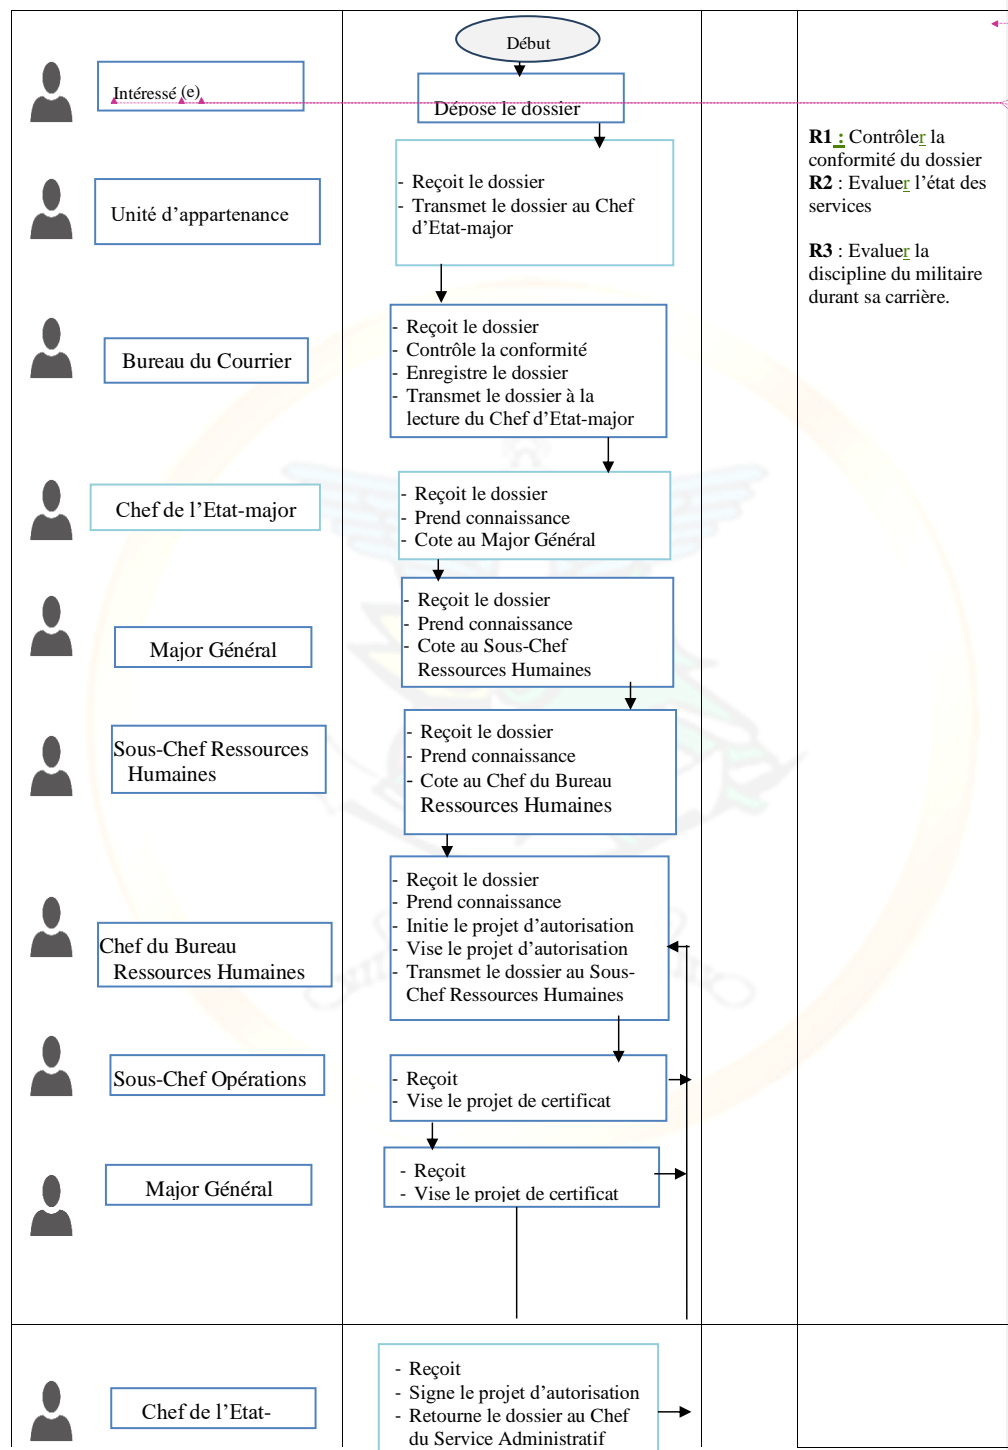 Début
Intéressé (e)
Dépose le dossier
R1 : Contrôler la
conformité du dossier
R2 : Evaluer l’état des
services
R3 : Evaluer la
discipline du militaire
durant sa carrière.
Unité d’appartenance
- Reçoit le dossier
- Transmet le dossier au Chef
d’Etat-major
Bureau du Courrier
- Reçoit le dossier
- Contrôle la conformité
- Enregistre le dossier
- Transmet le dossier à la
lecture du Chef d’Etat-major
Chef de l’Etat-major
- Reçoit le dossier
- Prend connaissance
- Cote au Major Général
Major Général
- Reçoit le dossier
- Prend connaissance
- Cote au Sous-Chef
Ressources Humaines
Sous-Chef Ressources
Humaines
- Reçoit le dossier
- Prend connaissance
- Cote au Chef du Bureau
Ressources Humaines
Chef du Bureau
Ressources Humaines
- Reçoit le dossier
- Prend connaissance
- Initie le projet d’autorisation
- Vise le projet d’autorisation
- Transmet le dossier au Sous-
Chef Ressources Humaines
Sous-Chef Opérations
- Reçoit
- Vise le projet de certificat
Major Général
- Reçoit
- Vise le projet de certificat
Chef de l’Etat-
- Reçoit
- Signe le projet d’autorisation
- Retourne le dossier au Chef
du Service Administratif